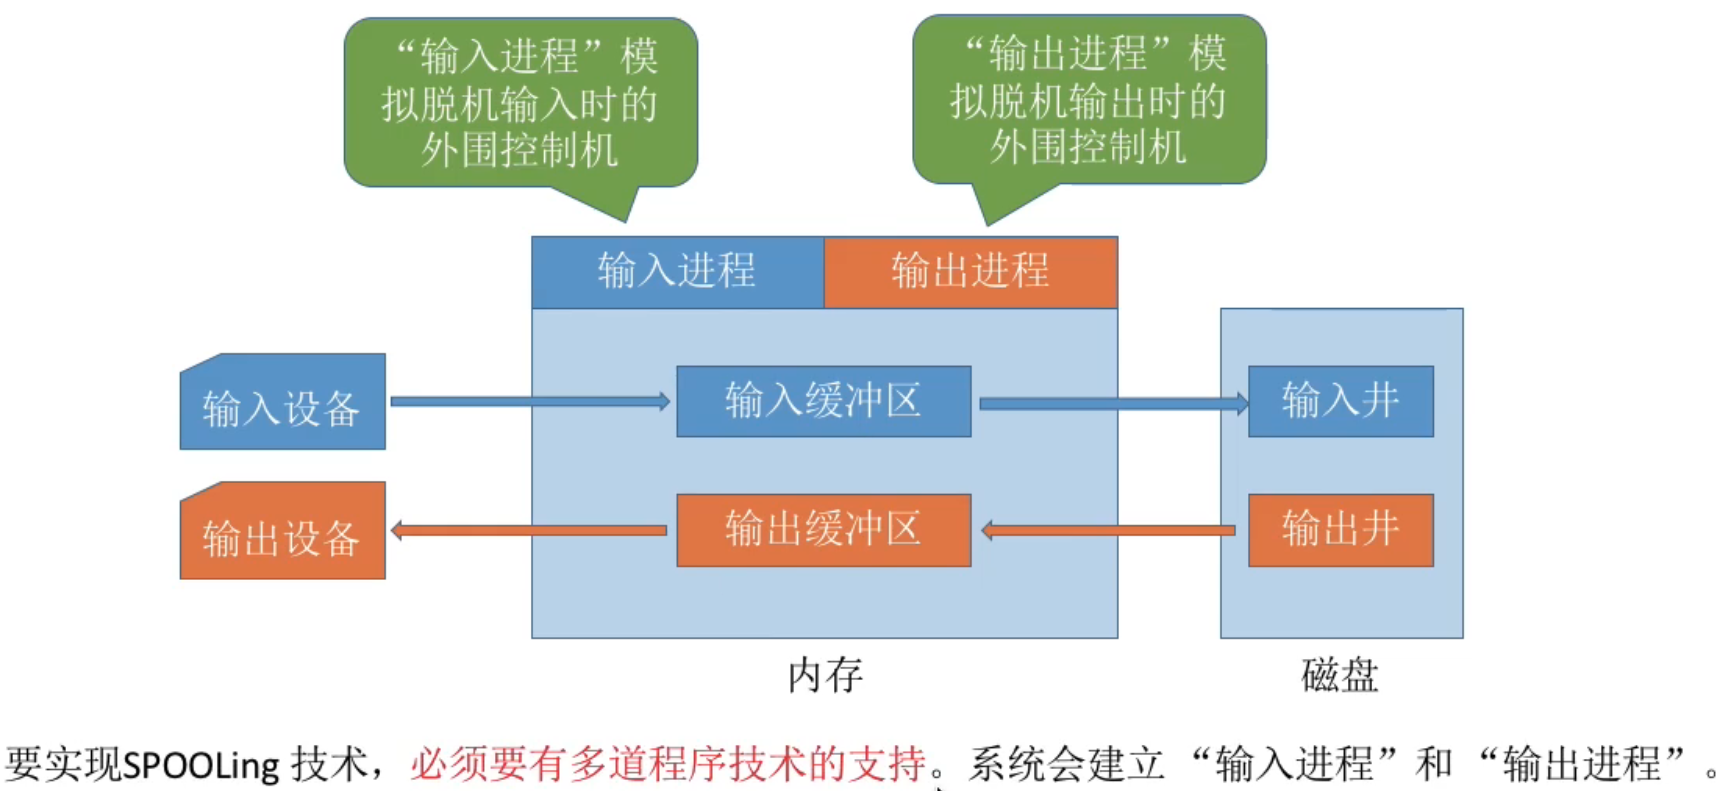 “输入进程”模
拟脱机输入时的
外围控制机
“输出进程”模
拟脱机输出时的
外围控制机
输入进程
输出进程
输入设备
输入缓冲区
输入井
输出设备
输出缓冲区
输出井
内存
磁盘
要实现SPOOLing 技术，必须要有多道程序技术的支持。系统会建立“输入进程”和“输出进程”。